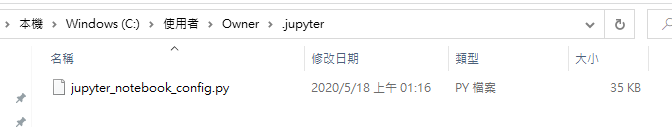 本機 > Windows (C:) > 使用者 > Owner > .jupyter
名稱 修改日期 類型 大小
jupyter_notebook_config.py 2020/5/18 上午 01:16 PY 檔案 35 KB